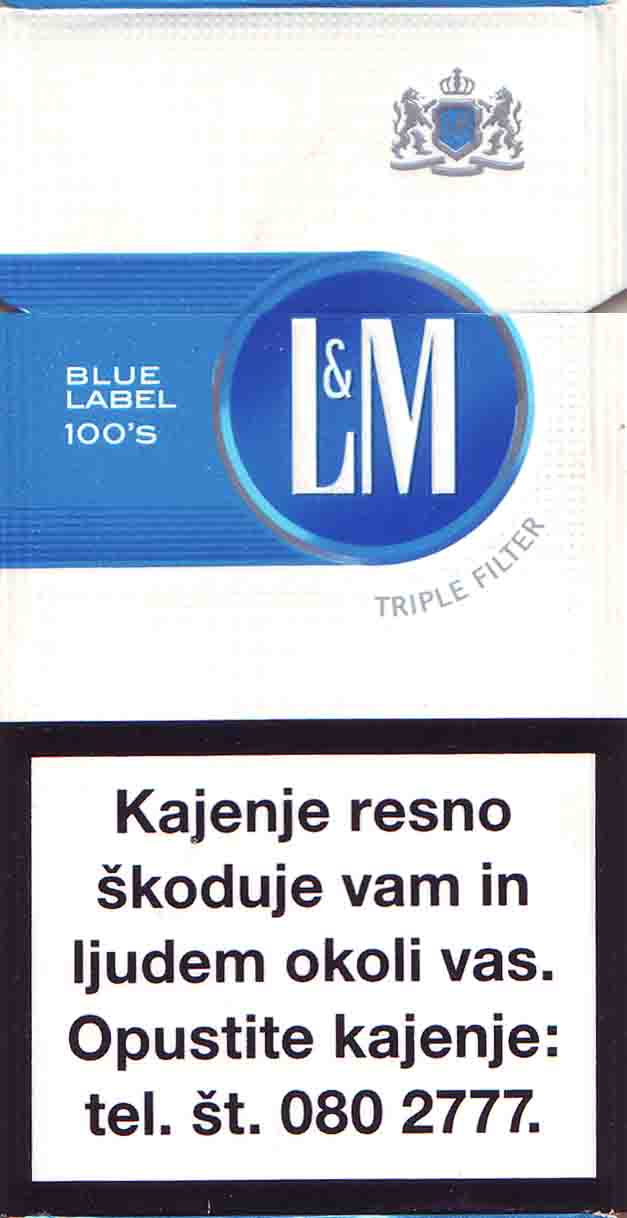 BLUE
LABEL
100'S
L&M
TRIPLE FILTER
Kajenje resno
škoduje vam in
ljudem okoli vas.
Opustite kajenje:
tel. št. 080 2777.